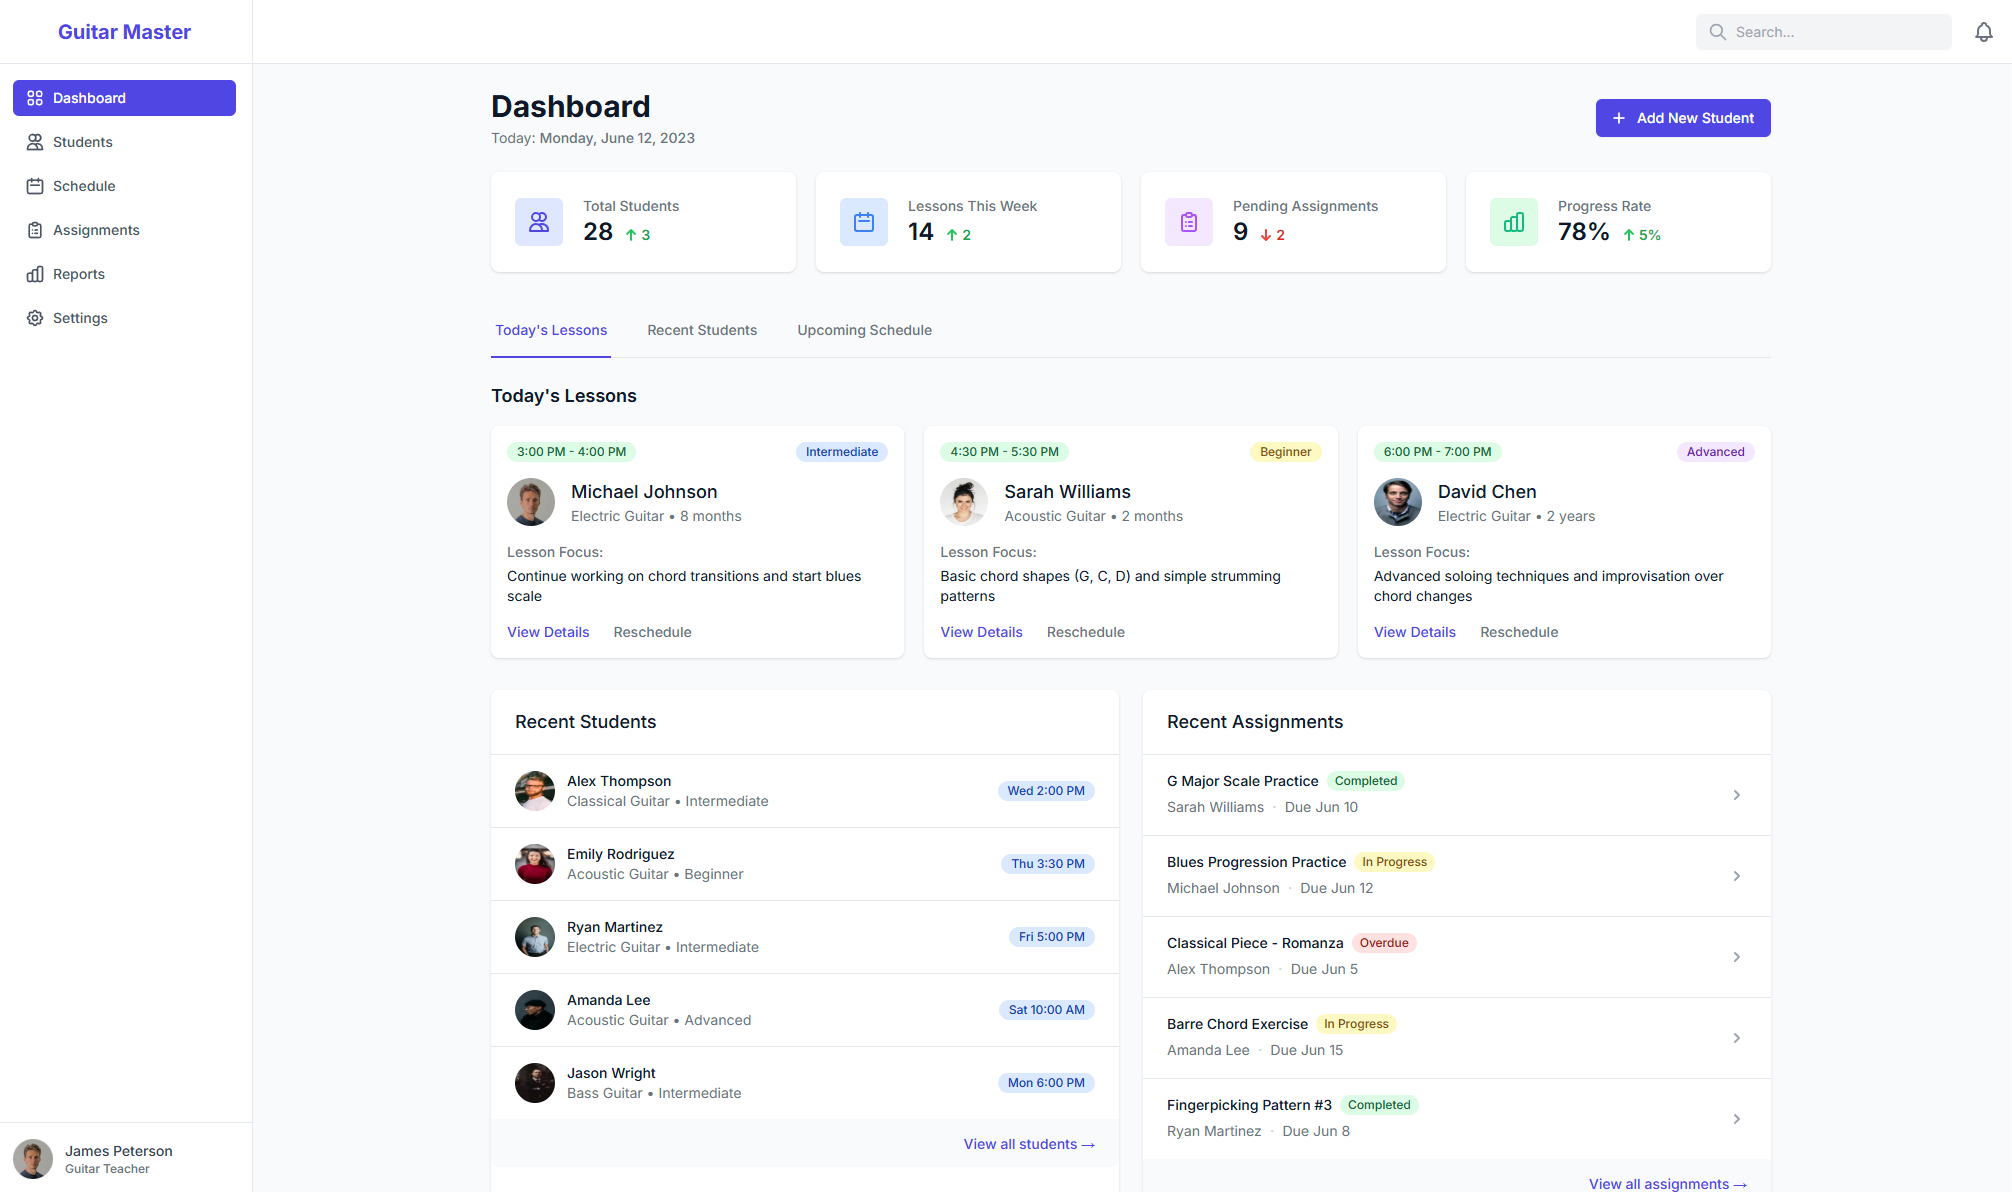 Guitar Master
Search...
Dashboard
Students
Schedule
Assignments
Reports
Settings
James Peterson
Guitar Teacher
Dashboard
Today: Monday, June 12, 2023
+ Add New Student
Total Students
28 ↑ 3
Lessons This Week
14 ↑ 2
Pending Assignments
9 ↓ 2
Progress Rate
78% ↑ 5%
Today's Lessons
Recent Students
Upcoming Schedule
Today's Lessons
3:00 PM - 4:00 PM
Intermediate
Michael Johnson
Electric Guitar • 8 months
Lesson Focus:
Continue working on chord transitions and start blues
scale
View Details
Reschedule
4:30 PM - 5:30 PM
Beginner
Sarah Williams
Acoustic Guitar • 2 months
Lesson Focus:
Basic chord shapes (G, C, D) and simple strumming
patterns
View Details
Reschedule
6:00 PM - 7:00 PM
Advanced
David Chen
Electric Guitar • 2 years
Lesson Focus:
Advanced soloing techniques and improvisation over
chord changes
View Details
Reschedule
Recent Students
Alex Thompson
Classical Guitar • Intermediate
Wed 2:00 PM
Emily Rodriguez
Acoustic Guitar • Beginner
Thu 3:30 PM
Ryan Martinez
Electric Guitar • Intermediate
Fri 5:00 PM
Amanda Lee
Acoustic Guitar • Advanced
Sat 10:00 AM
Jason Wright
Bass Guitar • Intermediate
Mon 6:00 PM
View all students →
Recent Assignments
G Major Scale Practice Completed
Sarah Williams · Due Jun 10
Blues Progression Practice In Progress
Michael Johnson · Due Jun 12
Classical Piece - Romanza Overdue
Alex Thompson · Due Jun 5
Barre Chord Exercise In Progress
Amanda Lee · Due Jun 15
Fingerpicking Pattern #3 Completed
Ryan Martinez · Due Jun 8
View all assignments →